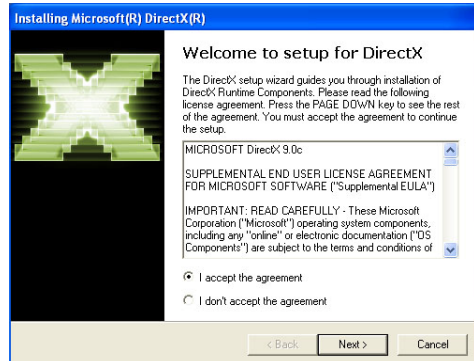 Installing Microsoft(R) DirectX(R)
Welcome to setup for DirectX
The DirectX setup wizard guides you through installation of
DirectX Runtime Components. Please read the following
license agreement. Press the PAGE DOWN key to see the rest
of the agreement. You must accept the agreement to continue
the setup.
MICROSOFT DirectX 9.0c
SUPPLEMENTAL END USER LICENSE AGREEMENT
FOR MICROSOFT SOFTWARE ("Supplemental EULA")
IMPORTANT: READ CAREFULLY - These Microsoft
Corporation ("Microsoft") operating system components,
including any "online" or electronic documentation ("OS
Components") are subject to the terms and conditions of
I accept the agreement
I don't accept the agreement
< Back
Next >
Cancel